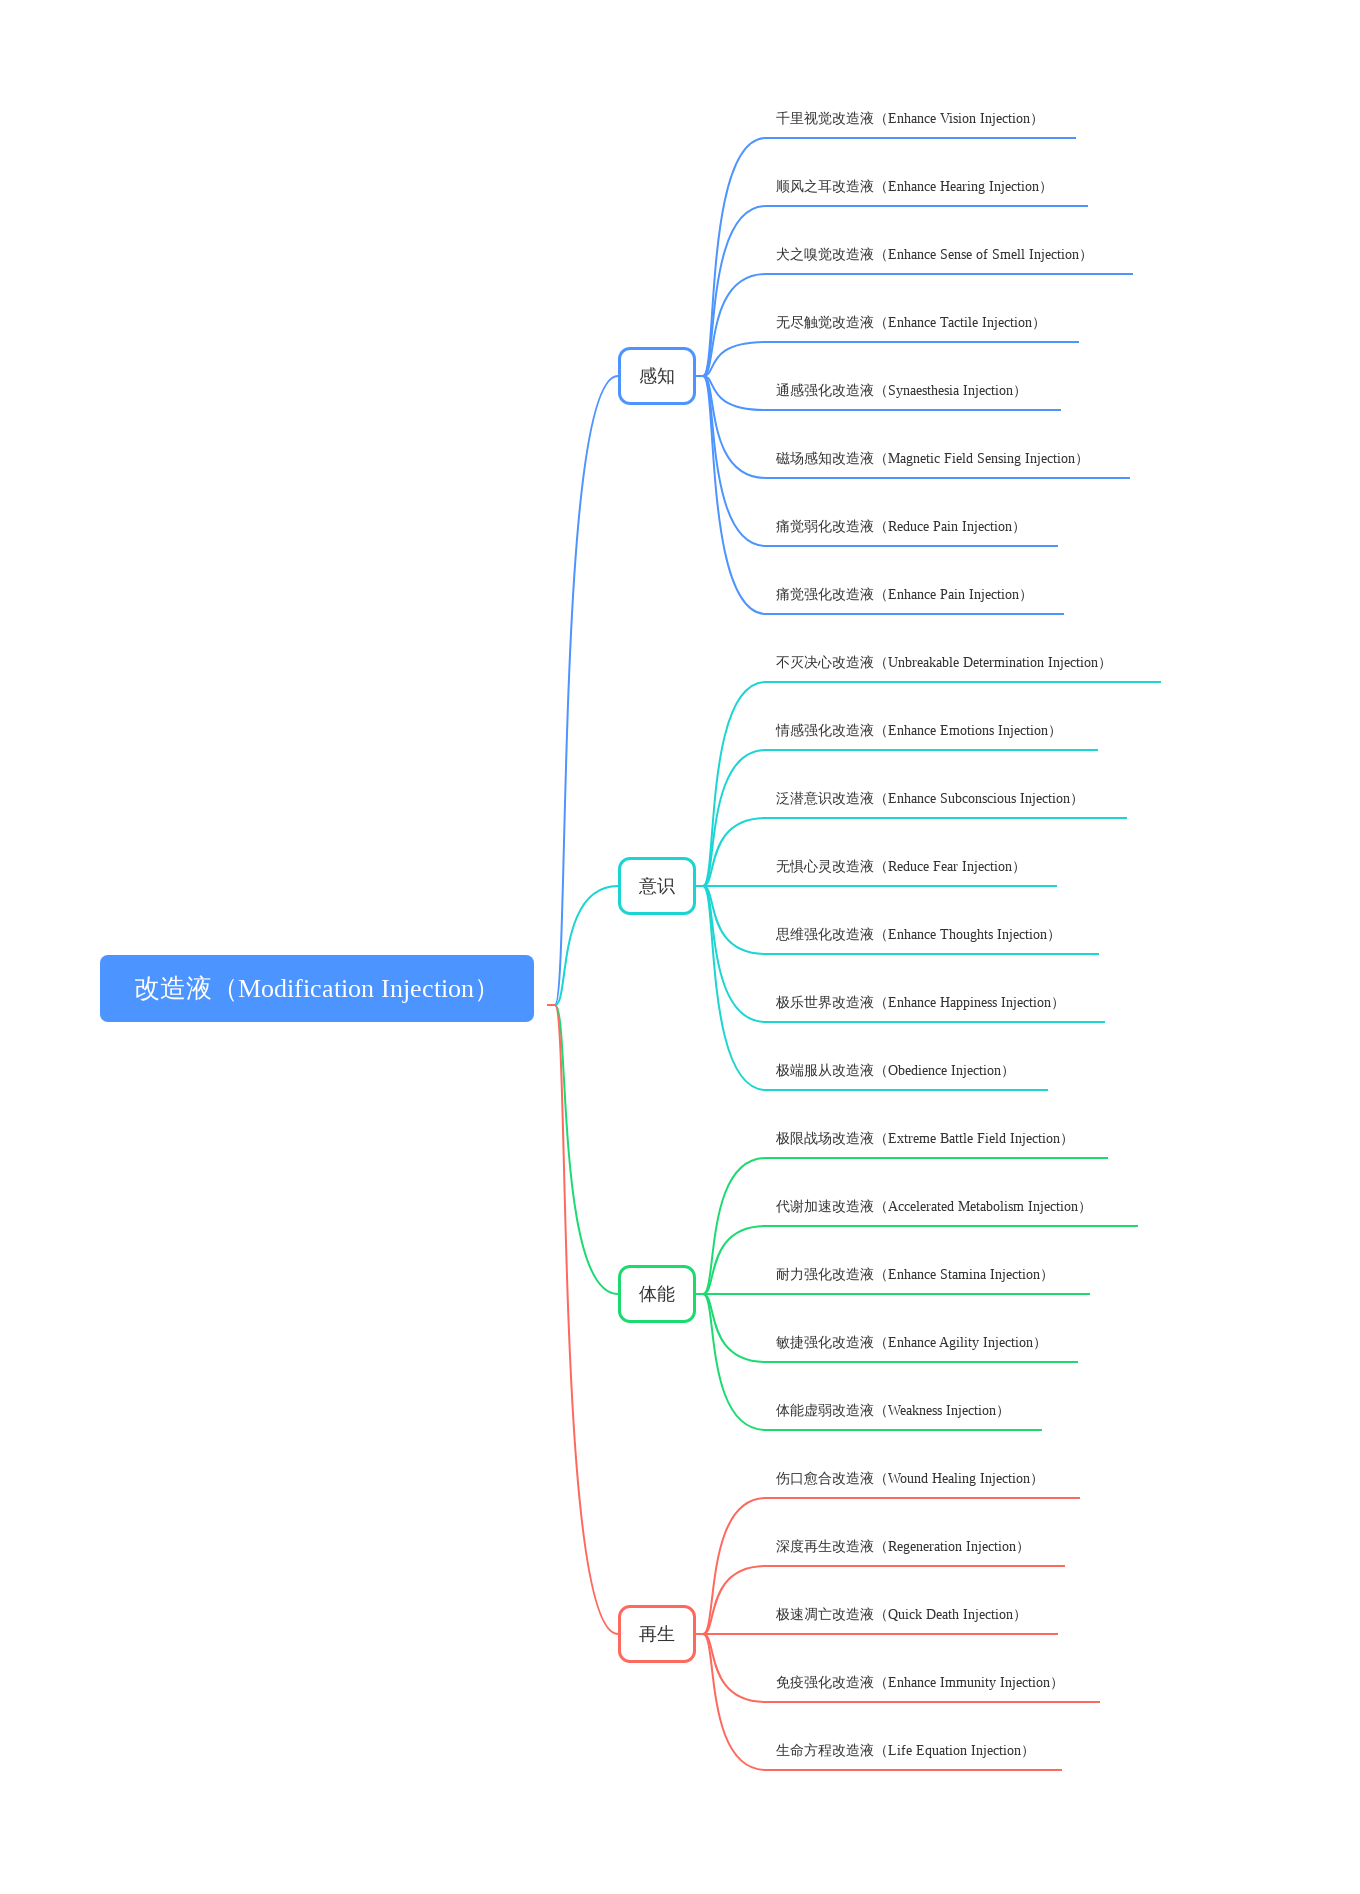 改造液（Modification Injection）
感知
千里视觉改造液（Enhance Vision Injection）
顺风之耳改造液（Enhance Hearing Injection）
犬之嗅觉改造液（Enhance Sense of Smell Injection）
无尽触觉改造液（Enhance Tactile Injection）
通感强化改造液（Synaesthesia Injection）
磁场感知改造液（Magnetic Field Sensing Injection）
痛觉弱化改造液（Reduce Pain Injection）
痛觉强化改造液（Enhance Pain Injection）
意识
不灭决心改造液（Unbreakable Determination Injection）
情感强化改造液（Enhance Emotions Injection）
泛潜意识改造液（Enhance Subconscious Injection）
无惧心灵改造液（Reduce Fear Injection）
思维强化改造液（Enhance Thoughts Injection）
极乐世界改造液（Enhance Happiness Injection）
极端服从改造液（Obedience Injection）
体能
极限战场改造液（Extreme Battle Field Injection）
代谢加速改造液（Accelerated Metabolism Injection）
耐力强化改造液（Enhance Stamina Injection）
敏捷强化改造液（Enhance Agility Injection）
体能虚弱改造液（Weakness Injection）
再生
伤口愈合改造液（Wound Healing Injection）
深度再生改造液（Regeneration Injection）
极速凋亡改造液（Quick Death Injection）
免疫强化改造液（Enhance Immunity Injection）
生命方程改造液（Life Equation Injection）